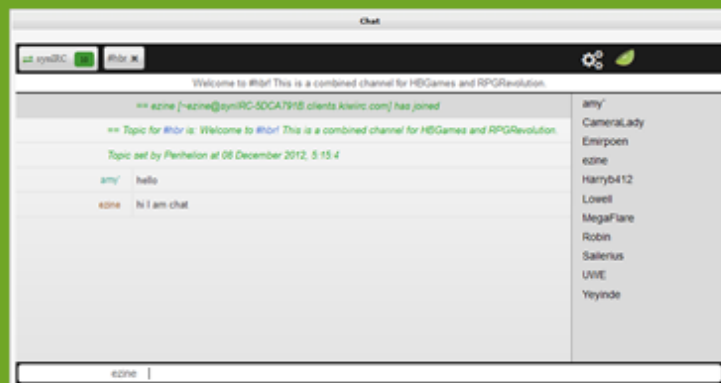 Chat
synIRC
#hbr ✖
Welcome to #hbr! This is a combined channel for HBGames and RPGRevolution.
== ezine [~ezine@synIRC-5DCA791B.clients.kiwiirc.com] has joined
== Topic for #hbr is: Welcome to #hbr! This is a combined channel for HBGames and RPGRevolution.
Topic set by Perihelion at 08 December 2012, 5:15:4
amy` hello
ezine hi I am chat
amy`
CameraLady
Emirpoen
ezine
Harryb412
Lowell
MegaFlare
Robin
Sailerius
UWE
Yeyinde
ezine